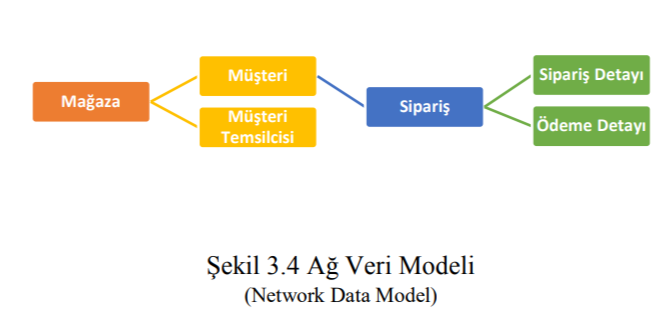 Mağaza
Müşteri
Müşteri
Temsilcisi
Sipariş
Sipariş Detayı
Ödeme Detayı
Şekil 3.4 Ağ Veri Modeli
(Network Data Model)